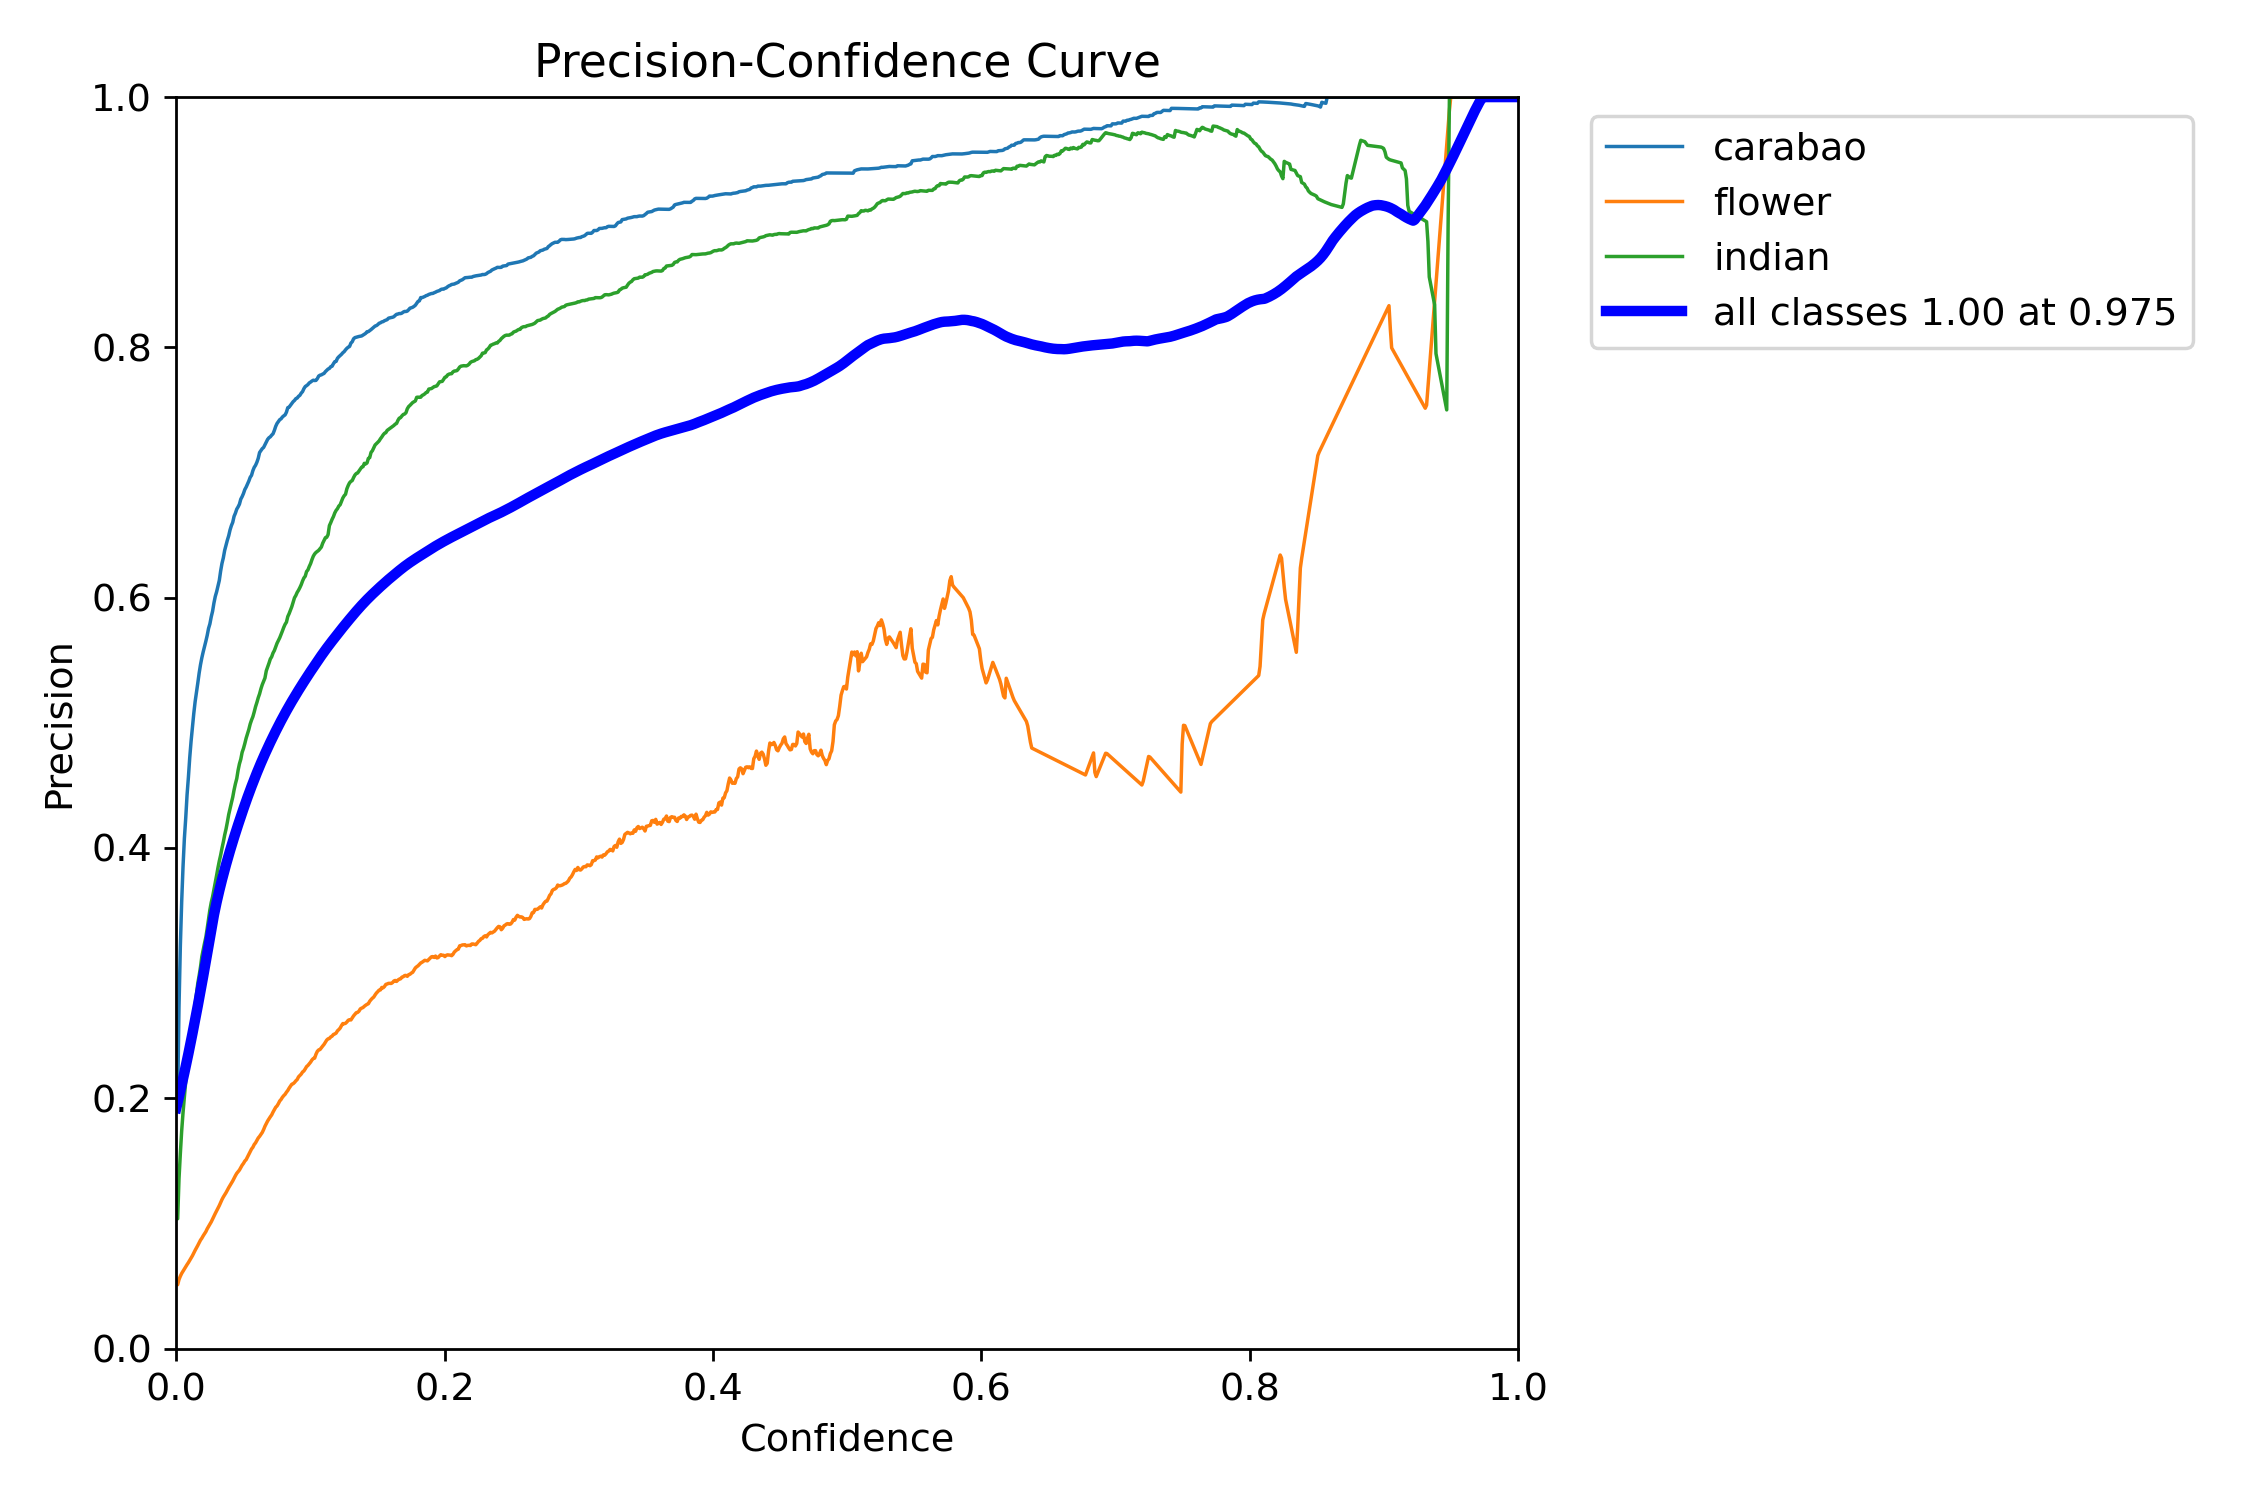 Precision-Confidence Curve
1.0
0.8
0.6
0.4
0.2
0.0
Precision
0.0 0.2 0.4 0.6 0.8 1.0
Confidence
carabao
flower
indian
all classes 1.00 at 0.975